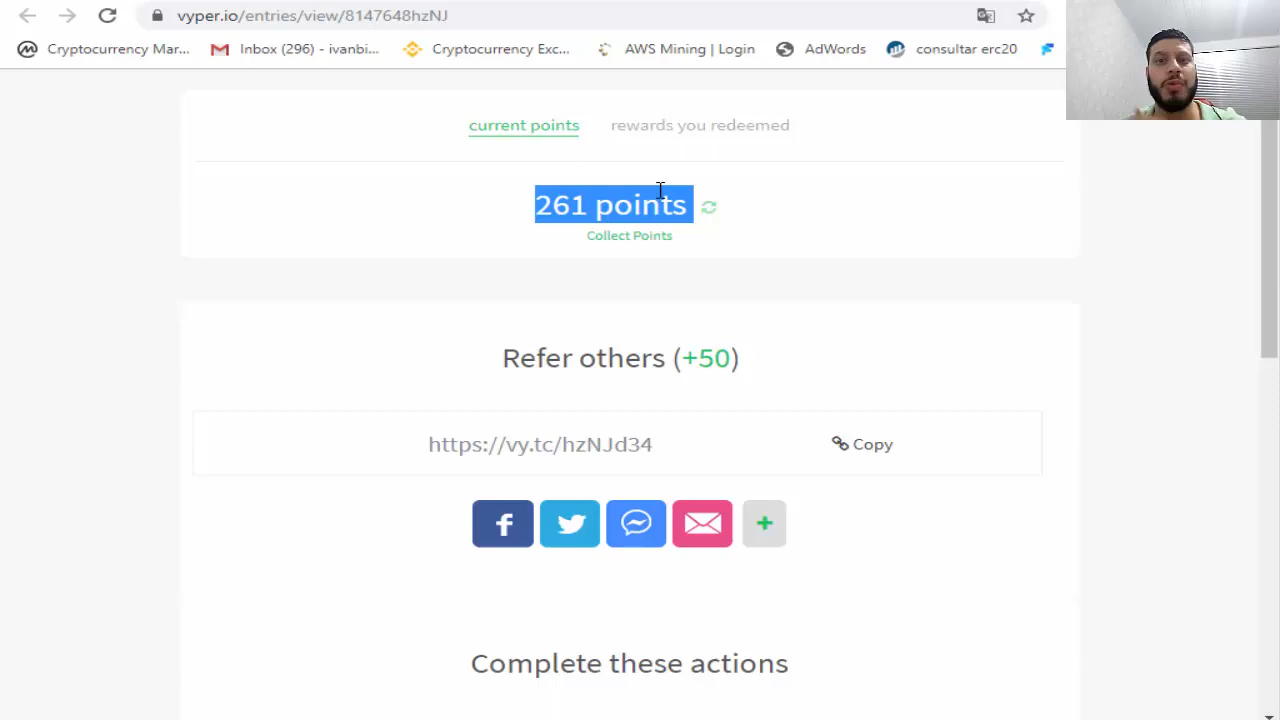 vyper.io/entries/view/8147648hzNJ
Cryptocurrency Mar... Inbox (296) - ivanbi... Cryptocurrency Exc... AWS Mining | Login AdWords consultar erc20
current points rewards you redeemed
261 points
Collect Points
Refer others (+50)
https://vy.tc/hzNJd34 Copy
Complete these actions